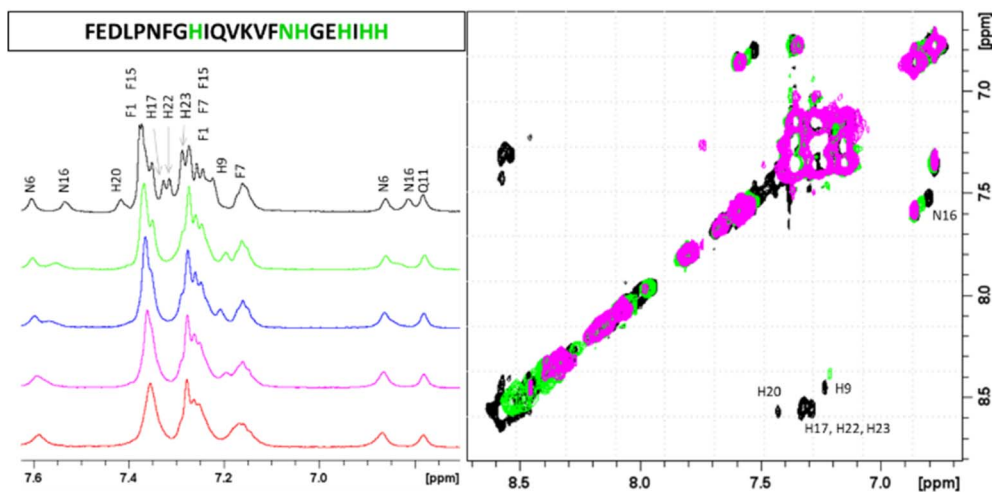 FEDLPNFGHIQVKVFNHGEHIHH
N6
N16
H20
F1 F15
H17
H22
H23
F1 F7 F15
H9
F7
N6
N16
Q11
7.6 7.4 7.2 7.0 6.8 [ppm]
[ppm]
7.0
7.5
8.0
8.5
N16
H20
H9
H17, H22, H23
8.5 8.0 7.5 7.0 [ppm]